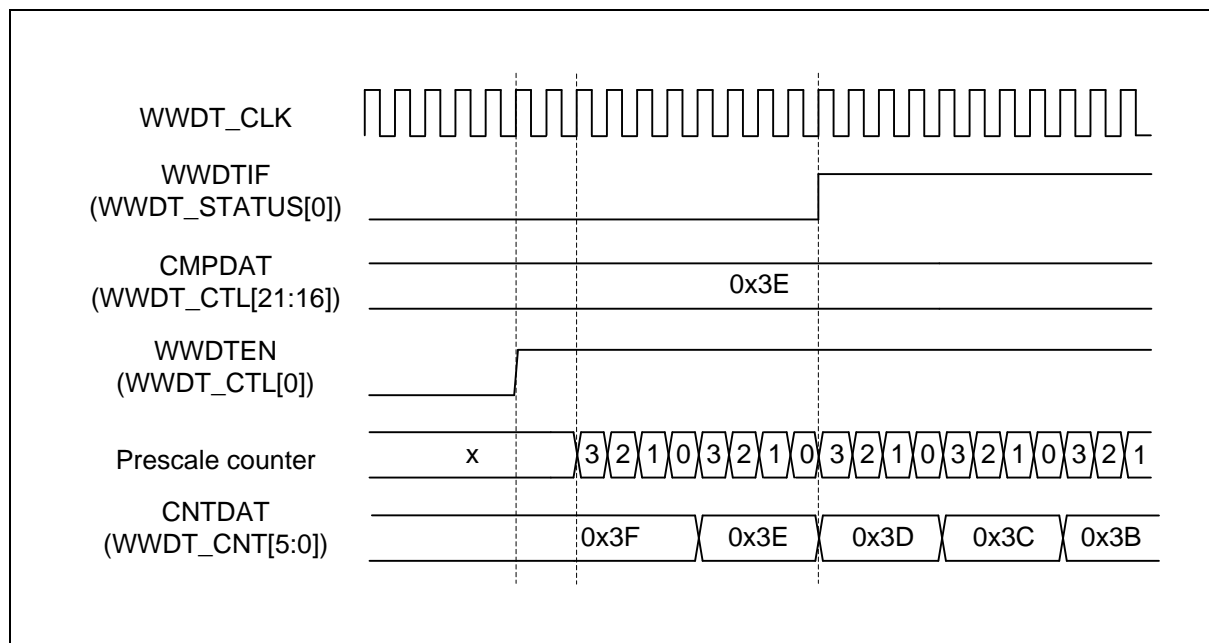 WWDT_CLK
WWDTIF
(WWDT_STATUS[0])
CMPDAT
(WWDT_CTL[21:16])
0x3E
WWDTEN
(WWDT_CTL[0])
Prescale counter
x 3 2 1 0 3 2 1 0 3 2 1 0 3 2 1 0 3 2 1
CNTDAT
(WWDT_CNT[5:0])
0x3F 0x3E 0x3D 0x3C 0x3B